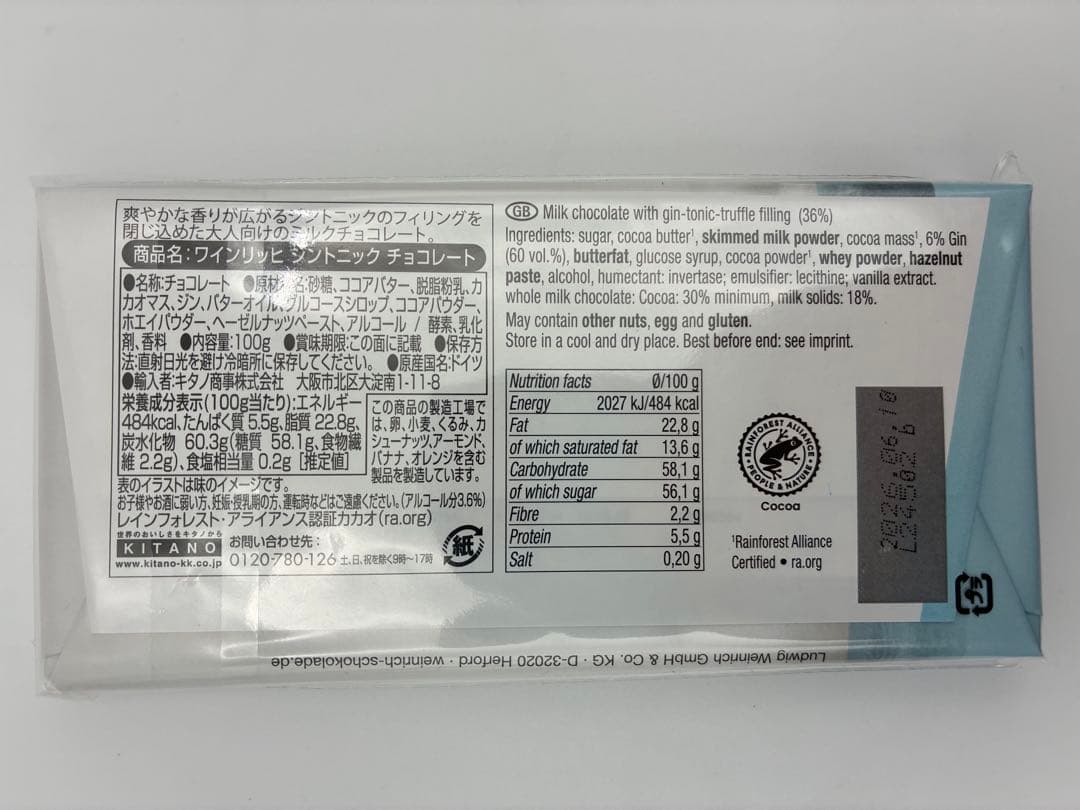 爽やかな香りが広がるジントニックのフィリングを
閉じ込めた大人向けのミルクチョコレート。
商品名:ワインリッヒ ジントニック チョコレート
●名称:チョコレート ●原材料名:砂糖、ココアバター、脱脂粉乳、カ
カオマス、ジン、バターオイル、グルコースシロップ、ココアパウダー、
ホエイパウダー、ヘーゼルナッツペースト、アルコール / 酵素、乳化
剤、香料 ●内容量:100g ●賞味期限:この面に記載 ●保存方
法:直射日光を避け冷暗所に保存してください。 ●原産国名:ドイツ
●輸入者:キタノ商事株式会社 大阪市北区大淀南1-11-8
栄養成分表示(100g当たり):エネルギー
484kcal、たんぱく質 5.5g、脂質 22.8g、
炭水化物 60.3g(糖質 58.1g、食物繊
維 2.2g)、食塩相当量 0.2g [推定値]
この商品の製造工場で
は、卵、小麦、くるみ、カ
シューナッツ、アーモンド、
バナナ、オレンジを含む
製品を製造しています。
表のイラストは味のイメージです。
お子様やお酒に弱い方、妊娠・授乳期の方、運転時などはご遠慮ください。(アルコール分3.6%)
レインフォレスト・アライアンス認証カカオ(ra.org)
世界のおいしさをキタノから
KITANO
www.kitano-kk.co.jp
お問い合わせ先:
0120-780-126 土、日、祝を除く9時〜17時
紙
GB Milk chocolate with gin-tonic-truffle filling (36%)
Ingredients: sugar, cocoa butter¹, skimmed milk powder, cocoa mass¹, 6% Gin
(60 vol.%), butterfat, glucose syrup, cocoa powder¹, whey powder, hazelnut
paste, alcohol, humectant: invertase; emulsifier: lecithine; vanilla extract.
whole milk chocolate: Cocoa: 30% minimum, milk solids: 18%.
May contain other nuts, egg and gluten.
Store in a cool and dry place. Best before end: see imprint.
Nutrition facts Ø/100 g
Energy 2027 kJ/484 kcal
Fat 22,8 g
of which saturated fat 13,6 g
Carbohydrate 58,1 g
of which sugar 56,1 g
Fibre 2,2 g
Protein 5,5 g
Salt 0,20 g
RAINFOREST ALLIANCE
PEOPLE & NATURE
Cocoa
¹Rainforest Alliance
Certified • ra.org
2026.06.10
プラ
Ludwig Weinrich GmbH & Co. KG · D-32020 Herford · weinrich-schokolade.de